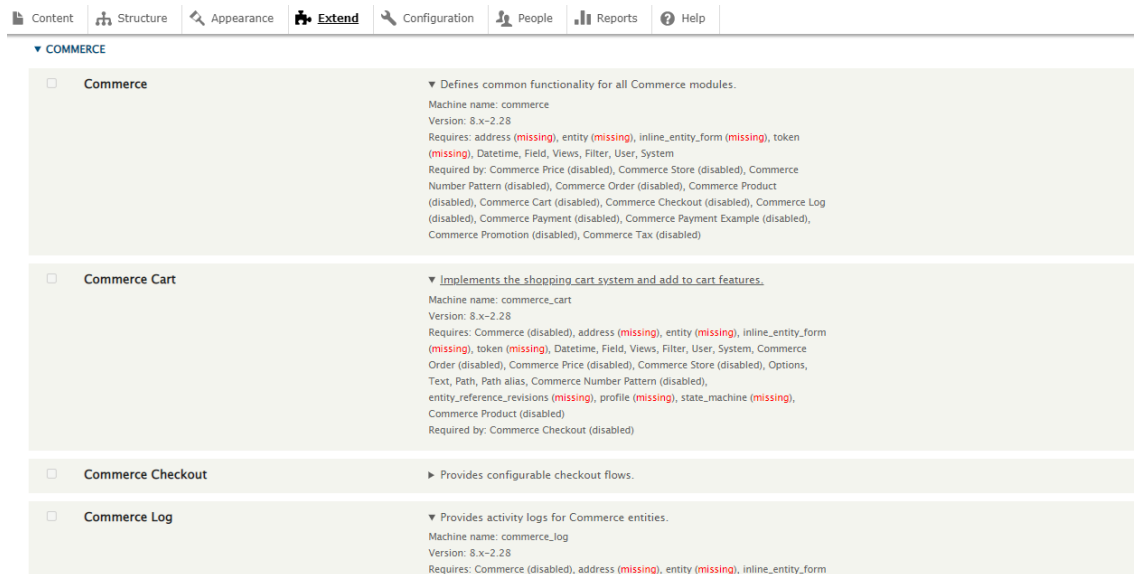 Content Structure Appearance Extend Configuration People Reports Help
COMMERCE
Commerce
Defines common functionality for all Commerce modules.
Machine name: commerce
Version: 8.x-2.28
Requires: address (missing), entity (missing), inline_entity_form (missing), token
(missing), Datetime, Field, Views, Filter, User, System
Required by: Commerce Price (disabled), Commerce Store (disabled), Commerce
Number Pattern (disabled), Commerce Order (disabled), Commerce Product
(disabled), Commerce Cart (disabled), Commerce Checkout (disabled), Commerce Log
(disabled), Commerce Payment (disabled), Commerce Payment Example (disabled),
Commerce Promotion (disabled), Commerce Tax (disabled)
Commerce Cart
Implements the shopping cart system and add to cart features.
Machine name: commerce_cart
Version: 8.x-2.28
Requires: Commerce (disabled), address (missing), entity (missing), inline_entity_form
(missing), token (missing), Datetime, Field, Views, Filter, User, System, Commerce
Order (disabled), Commerce Price (disabled), Commerce Store (disabled), Options,
Text, Path, Path alias, Commerce Number Pattern (disabled),
entity_reference_revisions (missing), profile (missing), state_machine (missing),
Commerce Product (disabled)
Required by: Commerce Checkout (disabled)
Commerce Checkout
Provides configurable checkout flows.
Commerce Log
Provides activity logs for Commerce entities.
Machine name: commerce_log
Version: 8.x-2.28
Requires: Commerce (disabled), address (missing), entity (missing), inline_entity_form